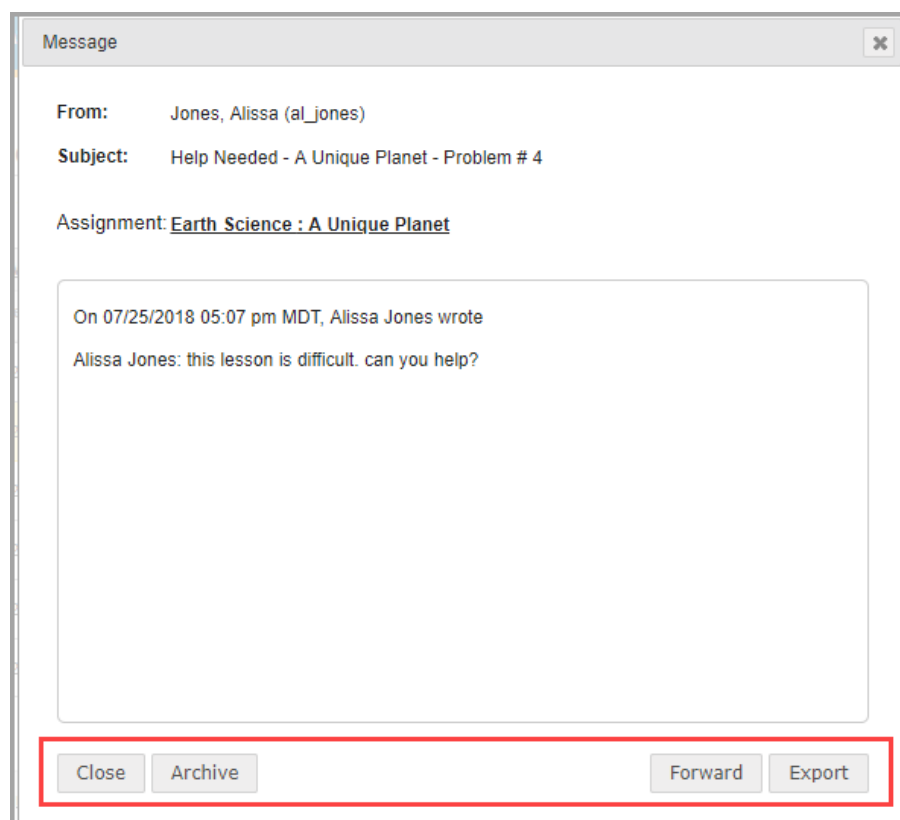 Message
From: Jones, Alissa (al_jones)
Subject: Help Needed - A Unique Planet - Problem # 4
Assignment: Earth Science : A Unique Planet
On 07/25/2018 05:07 pm MDT, Alissa Jones wrote
Alissa Jones: this lesson is difficult. can you help?
Close Archive Forward Export